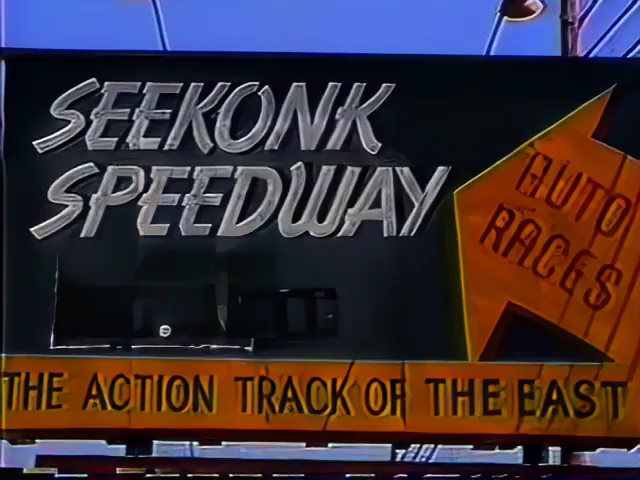 SEEKONK
SPEEDWAY
AUTO
RACES
THE ACTION TRACK OF THE EAST